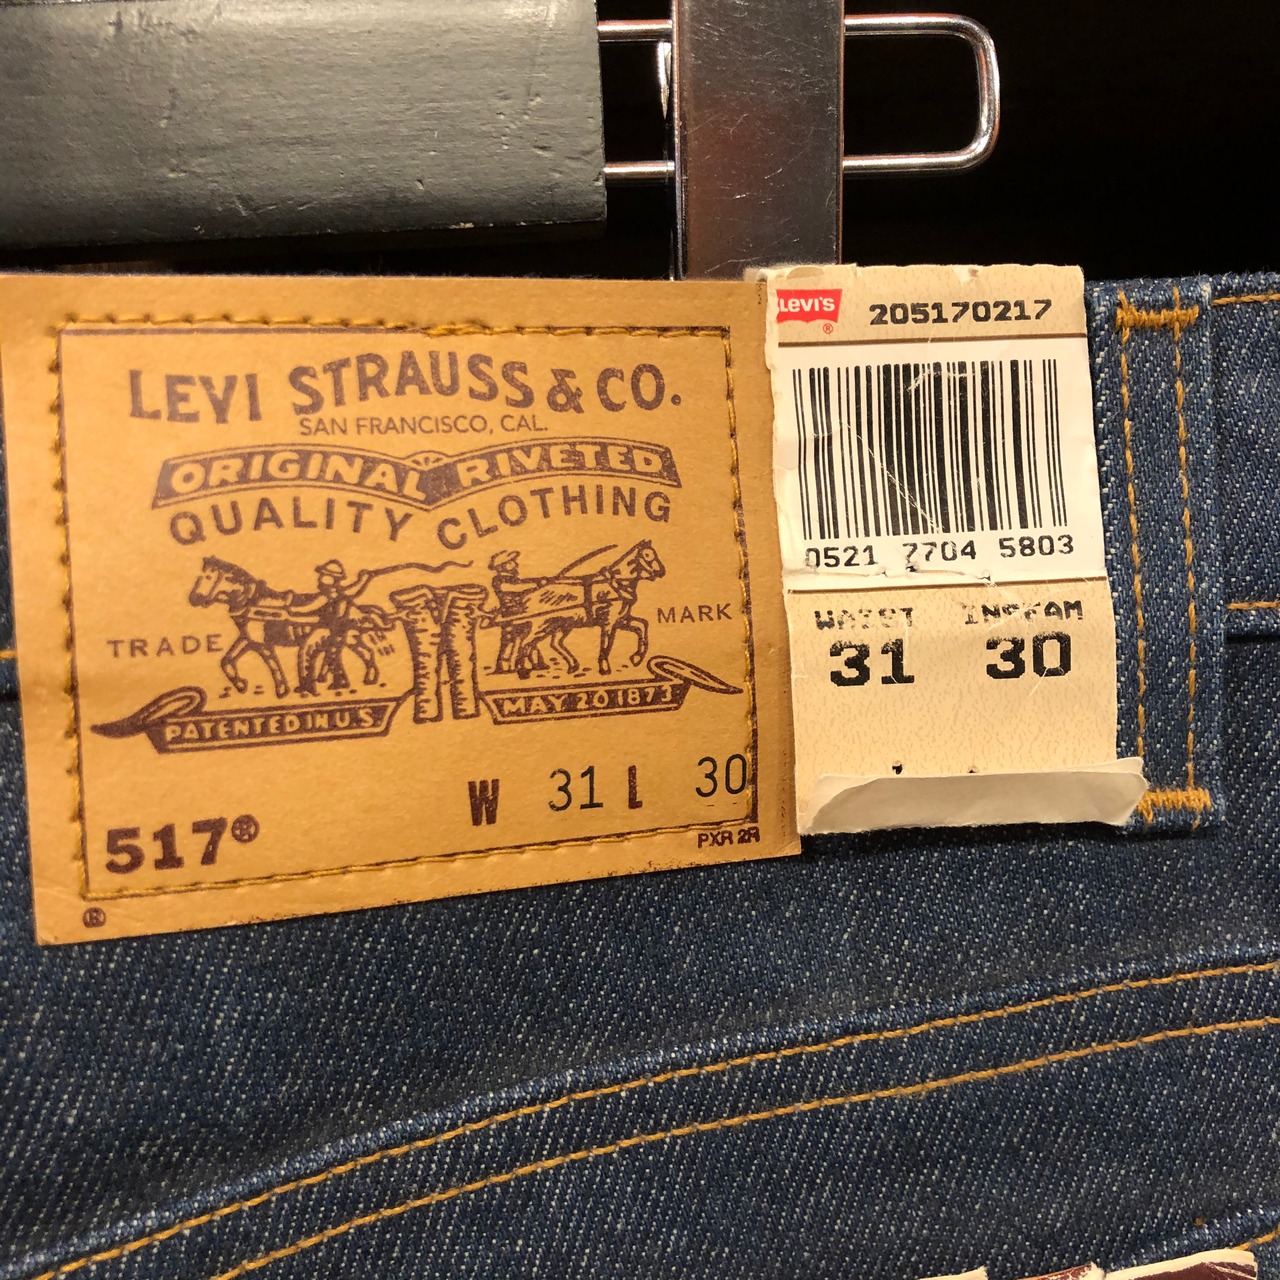 LEVI STRAUSS & CO.
SAN FRANCISCO, CAL.
ORIGINAL RIVETED
QUALITY CLOTHING
TRADE MARK
PATENTED IN U.S. MAY 20 1873
W 31 L 30
517®
PXR 2R
®
Levi's
®
205170217
0521 7704 5803
WAIST INSEAM
31 30